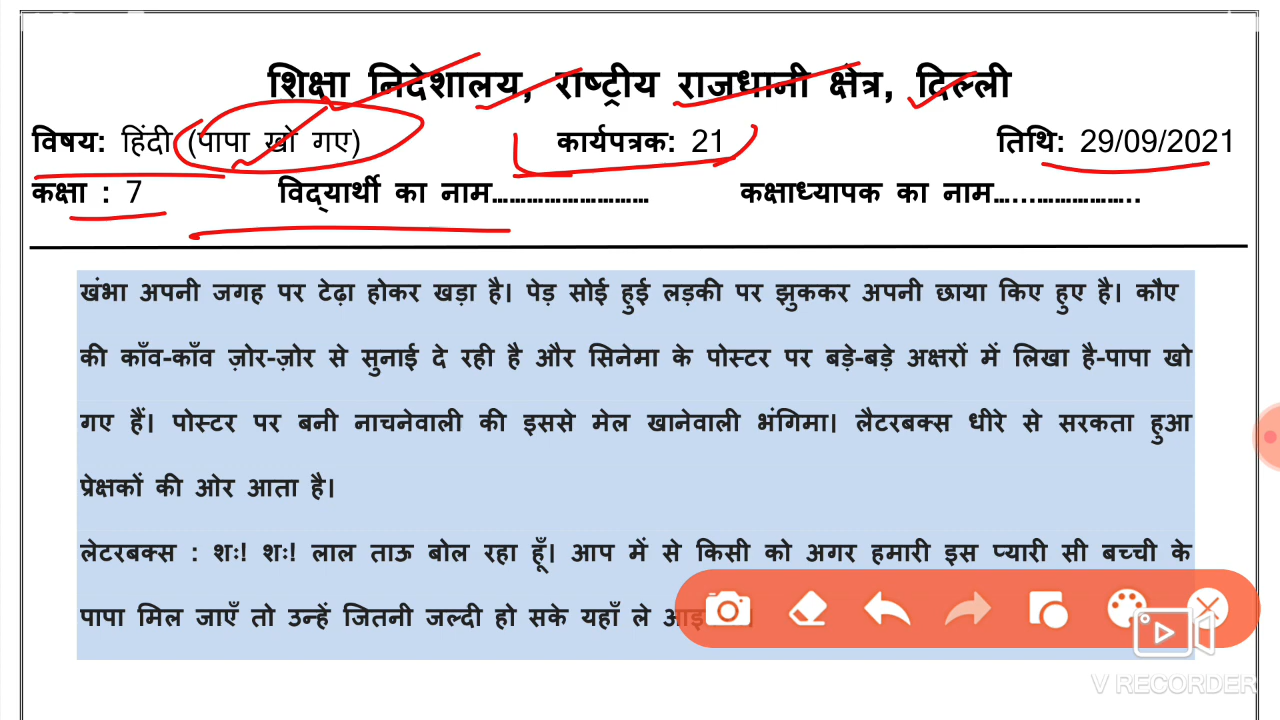 शिक्षा निदेशालय, राष्ट्रीय राजधानी क्षेत्र, दिल्ली
विषय: हिंदी (पापा खो गए) कार्यपत्रक: 21 तिथि: 29/09/2021
कक्षा : 7 विद्यार्थी का नाम........................... कक्षाध्यापक का नाम.........................
खंभा अपनी जगह पर टेढ़ा होकर खड़ा है। पेड़ सोई हुई लड़की पर झुककर अपनी छाया किए हुए है। कौए
की काँव-काँव ज़ोर-ज़ोर से सुनाई दे रही है और सिनेमा के पोस्टर पर बड़े-बड़े अक्षरों में लिखा है-पापा खो
गए हैं। पोस्टर पर बनी नाचनेवाली की इससे मेल खानेवाली भंगिमा। लैटरबक्स धीरे से सरकता हुआ
प्रेक्षकों की ओर आता है।
लेटरबक्स : शः! शः! लाल ताऊ बोल रहा हूँ। आप में से किसी को अगर हमारी इस प्यारी सी बच्ची के
पापा मिल जाएँ तो उन्हें जितनी जल्दी हो सके यहाँ ले
V RECORDER